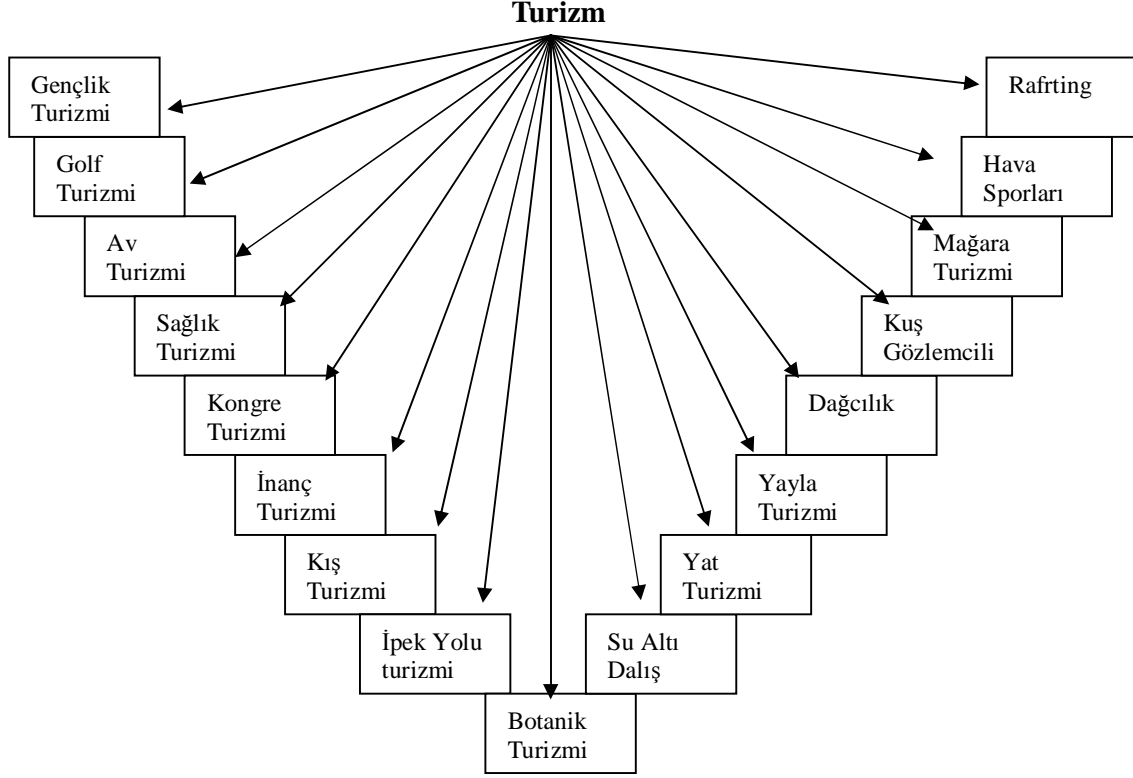 Turizm
Gençlik
Turizmi
Golf
Turizmi
Av
Turizmi
Sağlık
Turizmi
Kongre
Turizmi
İnanç
Turizmi
Kış
Turizmi
İpek Yolu
turizmi
Botanik
Turizmi
Su Altı
Dalış
Yat
Turizmi
Yayla
Turizmi
Dağcılık
Kuş
Gözlemcili
Mağara
Turizmi
Hava
Sporları
Rafrting